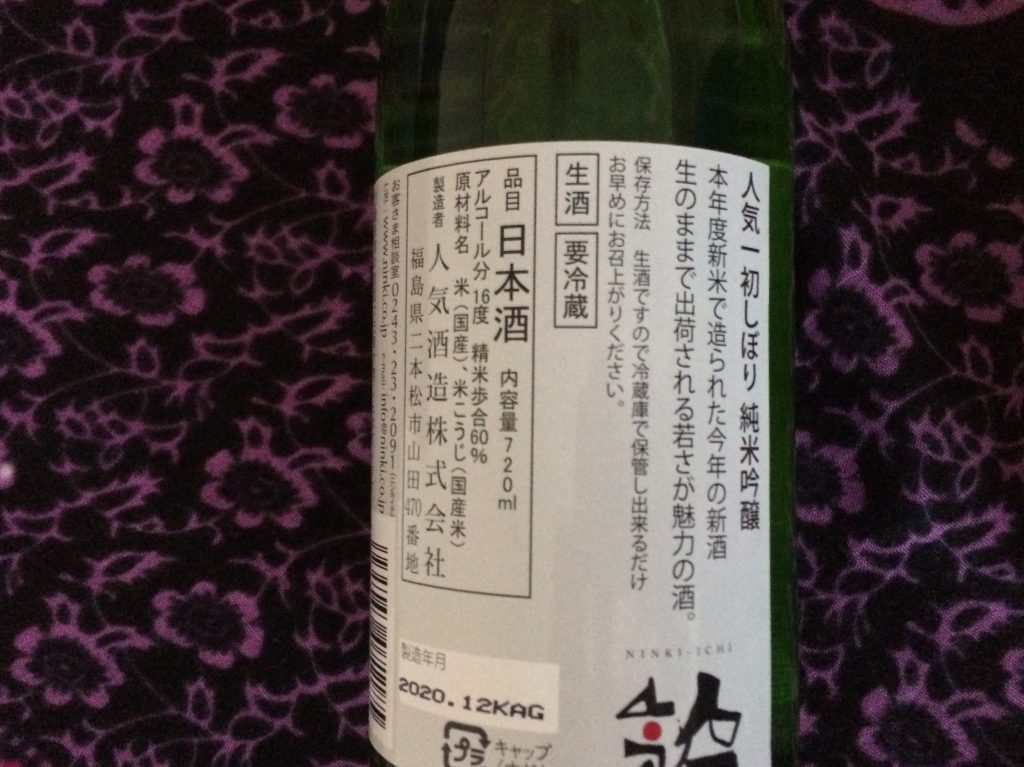 人気一 初しぼり 純米吟醸
本年度新米で造られた今年の新酒
生のままで出荷される若さが魅力の酒。
保存方法　生酒ですので冷蔵庫で保管し出来るだけ
お早めにお召上がりください。
生酒 要冷蔵
品目 日本酒 内容量720ml
アルコール分16度 精米歩合60%
原材料名 米(国産)、米こうじ(国産米)
製造者 人気酒造株式会社
福島県二本松市山田470番地
お客さま相談室0243・23・2091
URL:www.ninki.co.jp e-mail:info@ninki.co.jp
NINKI-ICHI
製造年月
2020.12KAG
プラ
キャップ